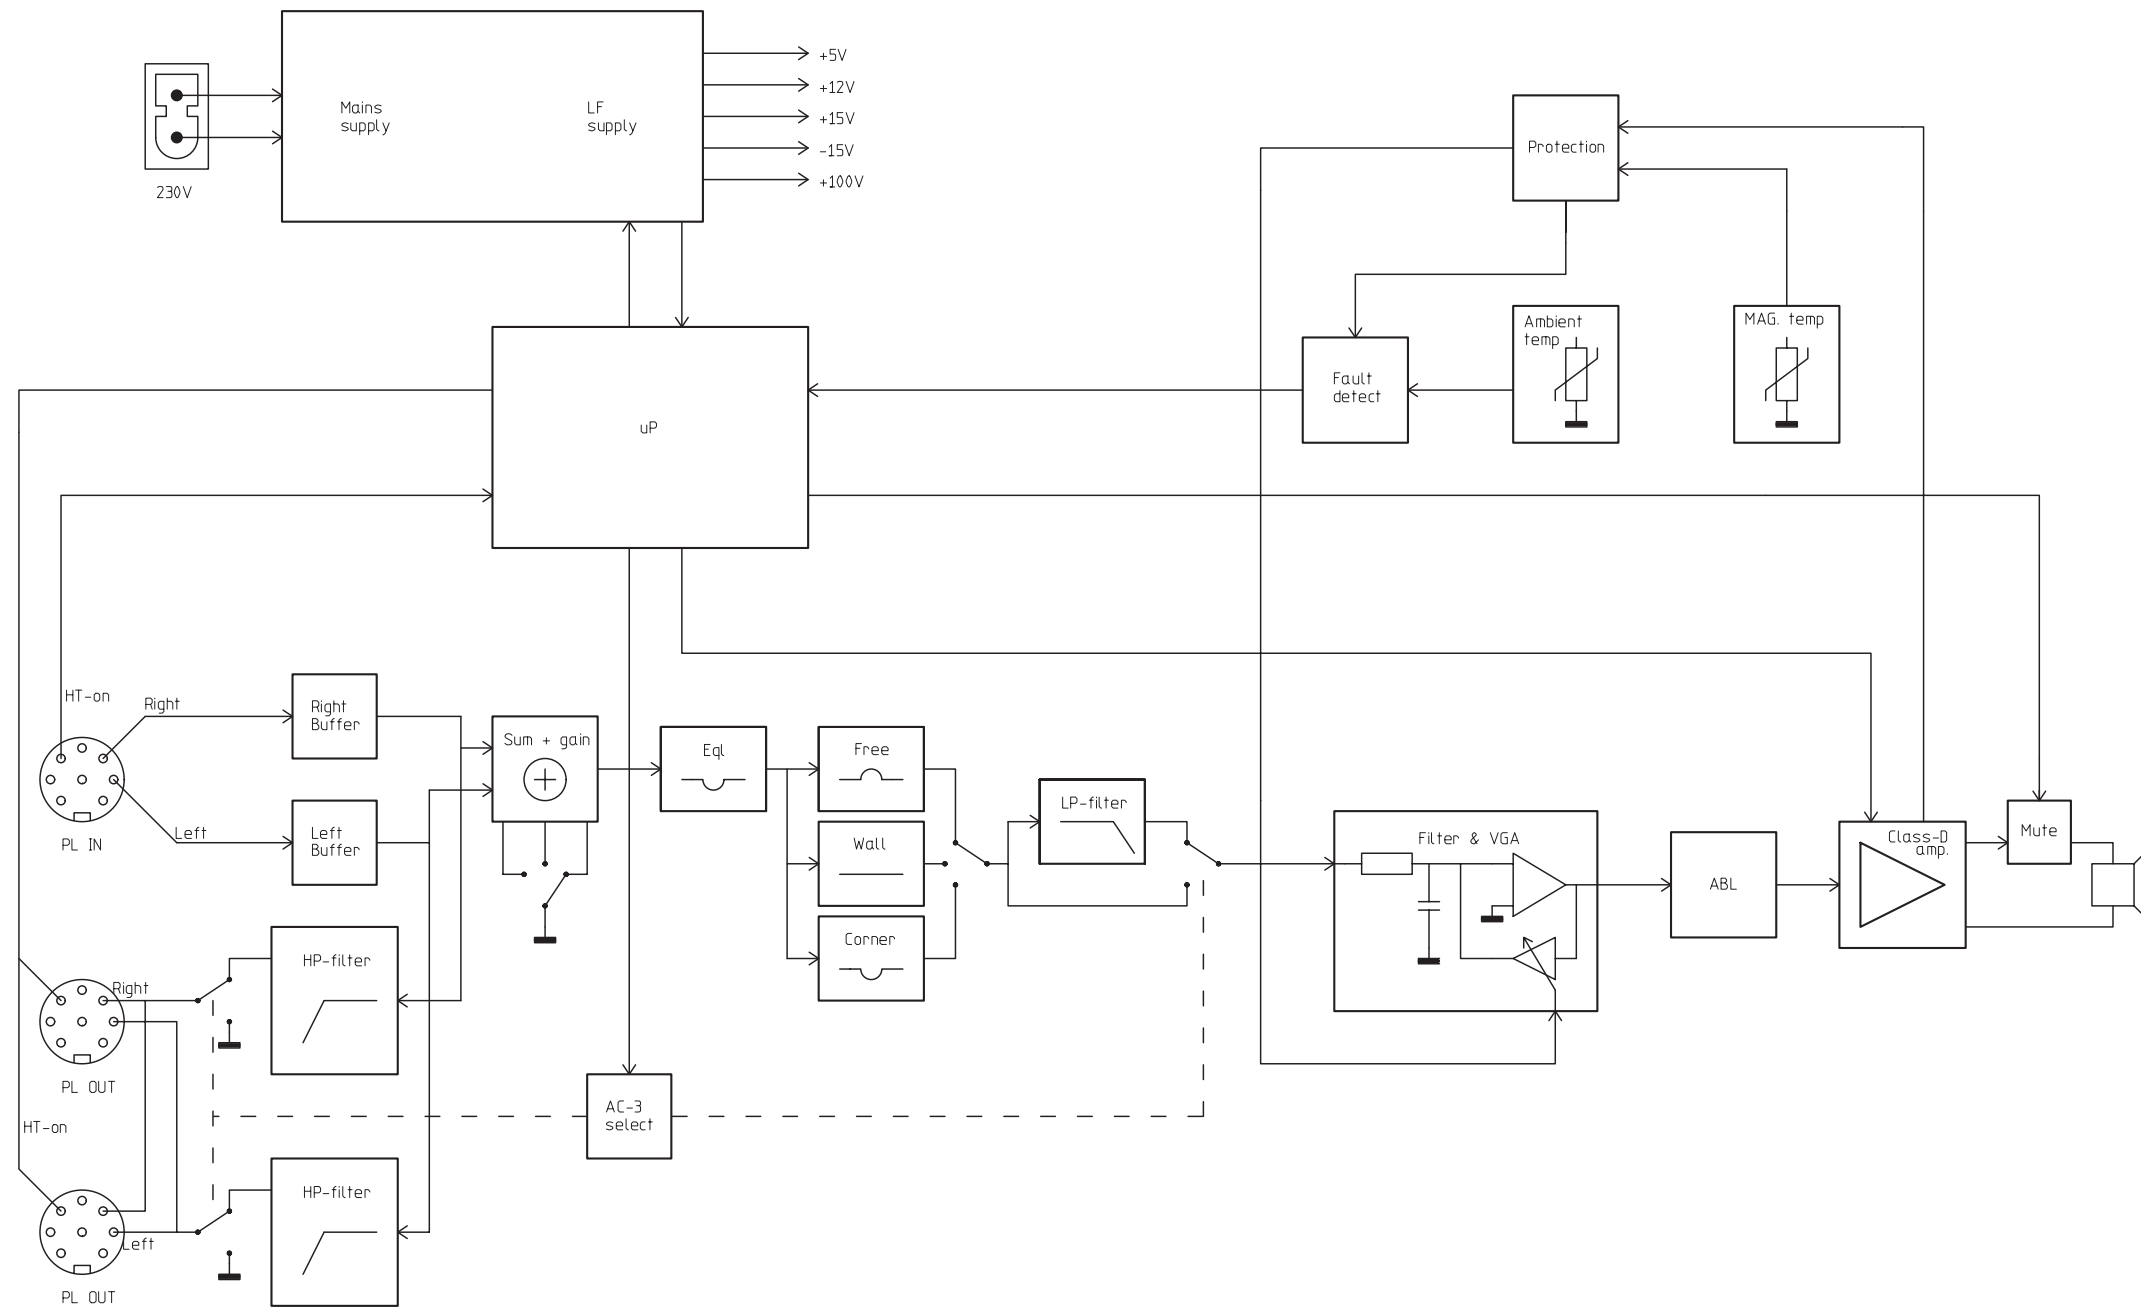 +5V
+12V
+15V
-15V
+100V
Mains
supply
LF
supply
230V
Protection
Ambient
temp
MAG. temp
Fault
detect
uP
HT-on
Right
Right
Buffer
PL IN
Left
Left
Buffer
Sum + gain
Eql
Free
Wall
Corner
LP-filter
Filter & VGA
ABL
Class-D
amp.
Mute
HP-filter
Right
PL OUT
HT-on
AC-3
select
HP-filter
Left
PL OUT